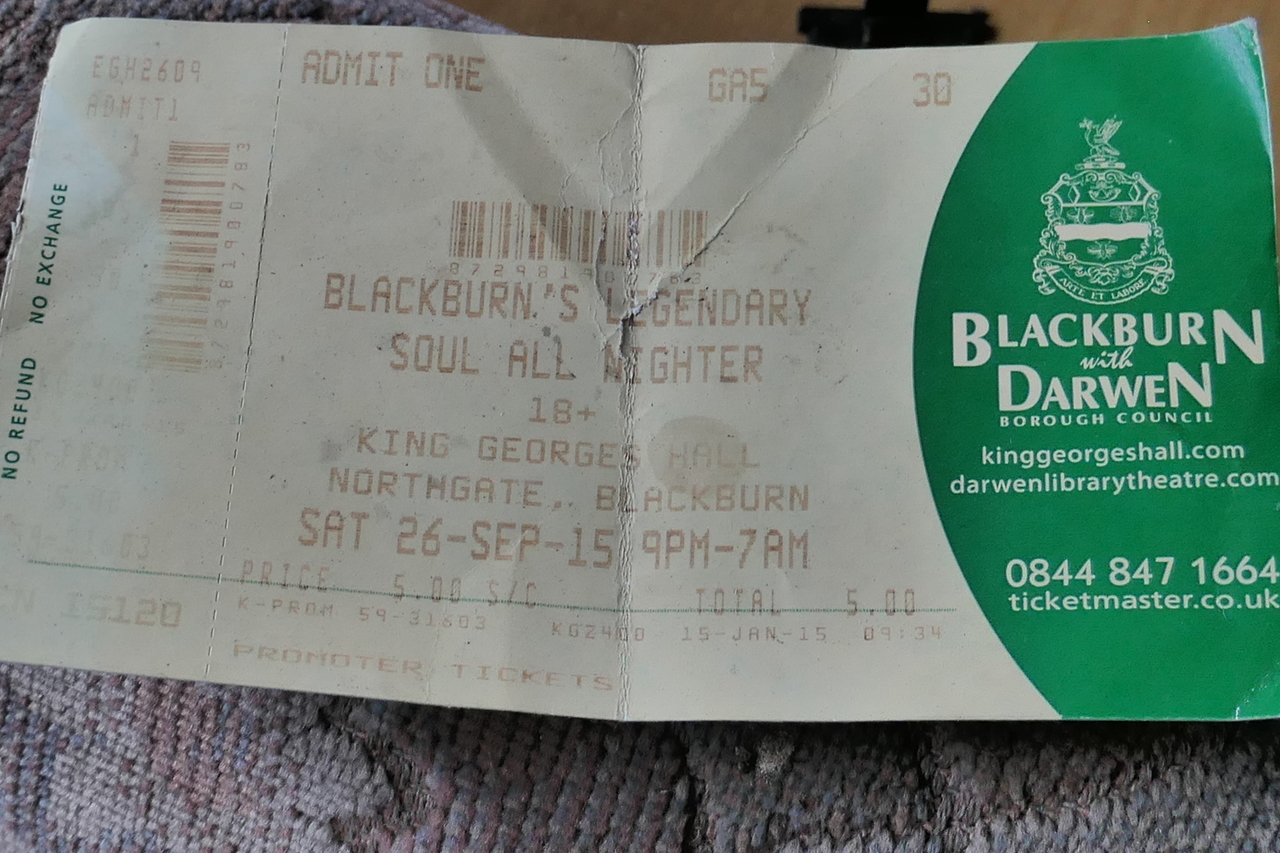 EGH2609
ADMIT1
1
NO REFUND NO EXCHANGE
ADMIT ONE
GA5 30
BLACKBURN.'S LEGENDARY
SOUL ALL NIGHTER
18+
KING GEORGES HALL
NORTHGATE,. BLACKBURN
SAT 26-SEP-15 9PM-7AM
PRICE 5.00 S/C TOTAL 5.00
K-PROM 59-31603 KG2400 15-JAN-15 09:34
PROMOTER TICKETS
15120
ARTE ET LABORE
BLACKBURN
with
DARWEN
BOROUGH COUNCIL
kinggeorgeshall.com
darwenlibrarytheatre.com
0844 847 1664
ticketmaster.co.uk